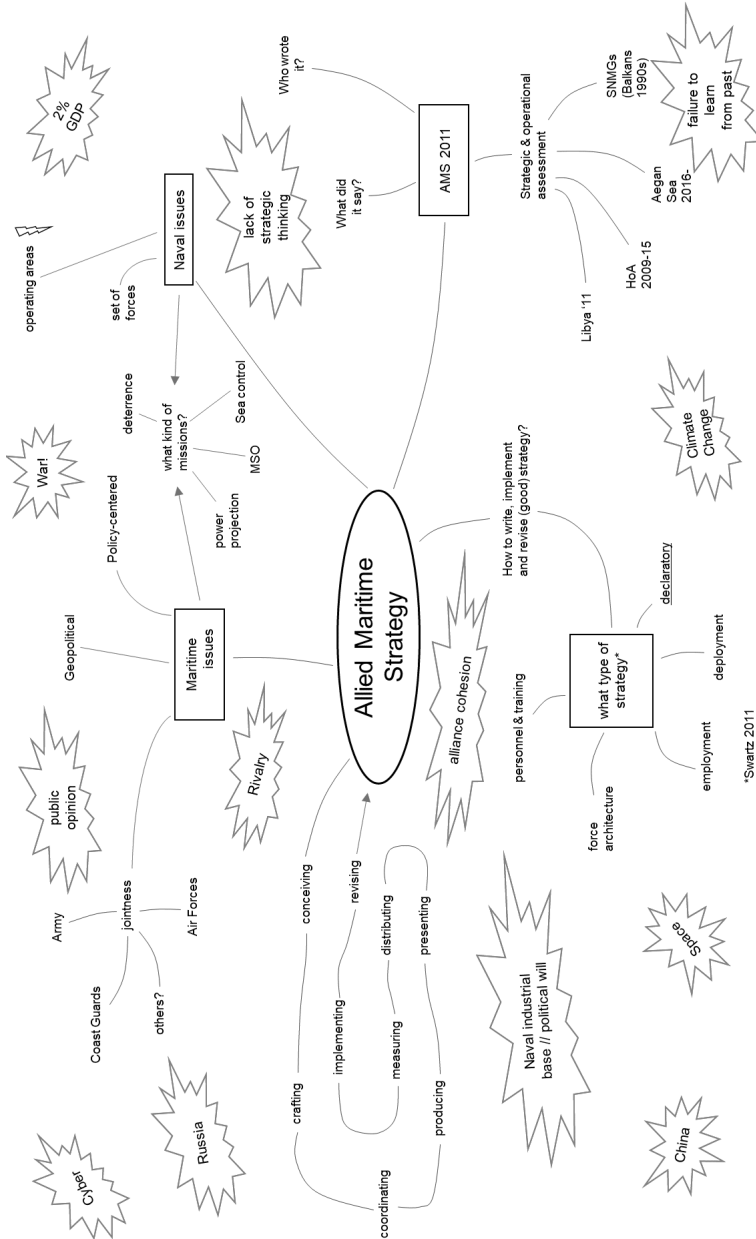 Cyber
Russia
Coast Guards
others?
Army
jointness
Air Forces
public
opinion
Geopolitical
Policy-centered
Maritime
issues
Rivalry
War!
deterrence
what kind of
missions?
power
projection
MSO
Sea control
operating areas
set of
forces
Naval issues
2%
GDP
lack of
strategic
thinking
Who wrote
it?
What did
it say?
AMS 2011
Strategic & operational
assessment
Libya ‘11
HoA
2009-15
Aegan
Sea
2016-
SNMGs
(Balkans
1990s)
failure to
learn
from past
Allied Maritime
Strategy
conceiving
crafting
coordinating
producing
presenting
distributing
measuring
implementing
revising
alliance cohesion
How to write, implement
and revise (good) strategy?
what type of
strategy*
personnel & training
force
architecture
employment
deployment
declaratory
Naval industrial
base // political will
China
Space
Climate
Change
*Swartz 2011